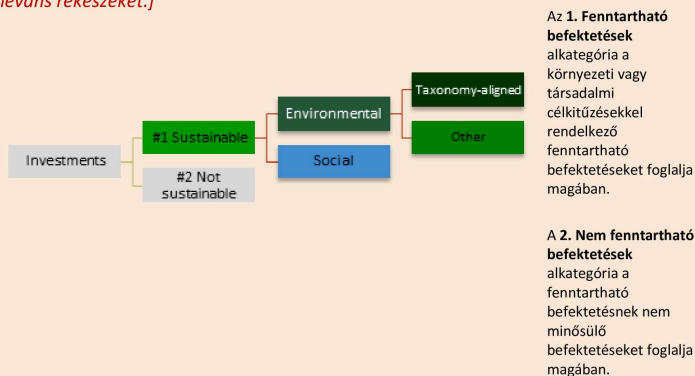 leváns rekeszeket.]
Az 1. Fenntartható
befektetések
alkategória a
környezeti vagy
társadalmi
célkitűzésekkel
rendelkező
fenntartható
befektetéseket foglalja
magában.
Investments
#1 Sustainable
#2 Not
sustainable
Environmental
Social
Taxonomy-aligned
Other
A 2. Nem fenntartható
befektetések
alkategória a
fenntartható
befektetésnek nem
minősülő
befektetéseket foglalja
magában.